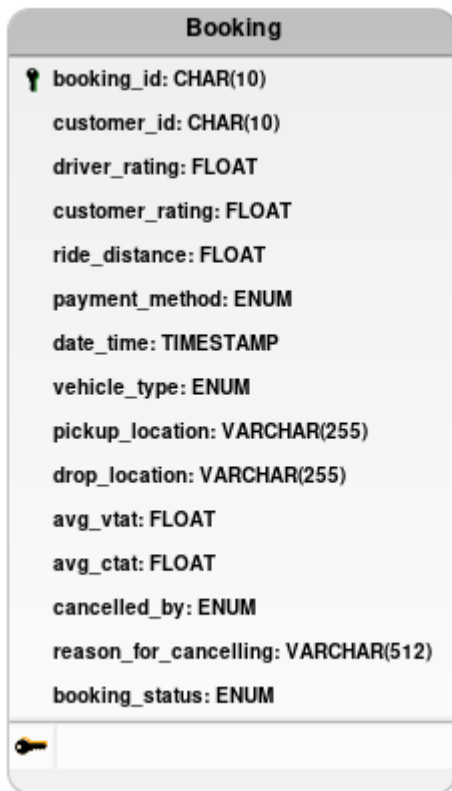 Booking
booking_id: CHAR(10)
customer_id: CHAR(10)
driver_rating: FLOAT
customer_rating: FLOAT
ride_distance: FLOAT
payment_method: ENUM
date_time: TIMESTAMP
vehicle_type: ENUM
pickup_location: VARCHAR(255)
drop_location: VARCHAR(255)
avg_vtat: FLOAT
avg_ctat: FLOAT
cancelled_by: ENUM
reason_for_cancelling: VARCHAR(512)
booking_status: ENUM